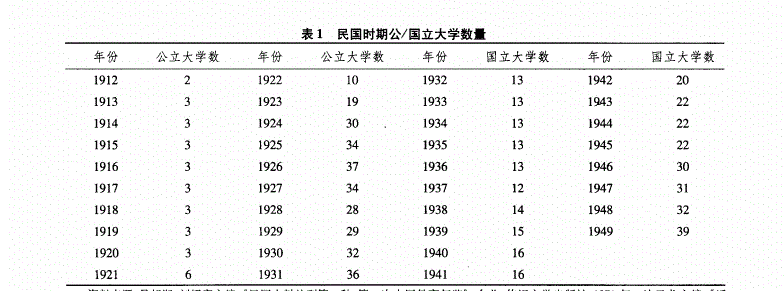 表1 民国时期公/国立大学数量
年份 公立大学数 年份 公立大学数 年份 国立大学数 年份 国立大学数
1912 2 1922 10 1932 13 1942 20
1913 3 1923 19 1933 13 1943 22
1914 3 1924 30 1934 13 1944 22
1915 3 1925 34 1935 13 1945 22
1916 3 1926 37 1936 13 1946 30
1917 3 1927 34 1937 12 1947 31
1918 3 1928 28 1938 14 1948 32
1919 3 1929 29 1939 15 1949 39
1920 3 1930 32 1940 16
1921 6 1931 36 1941 16